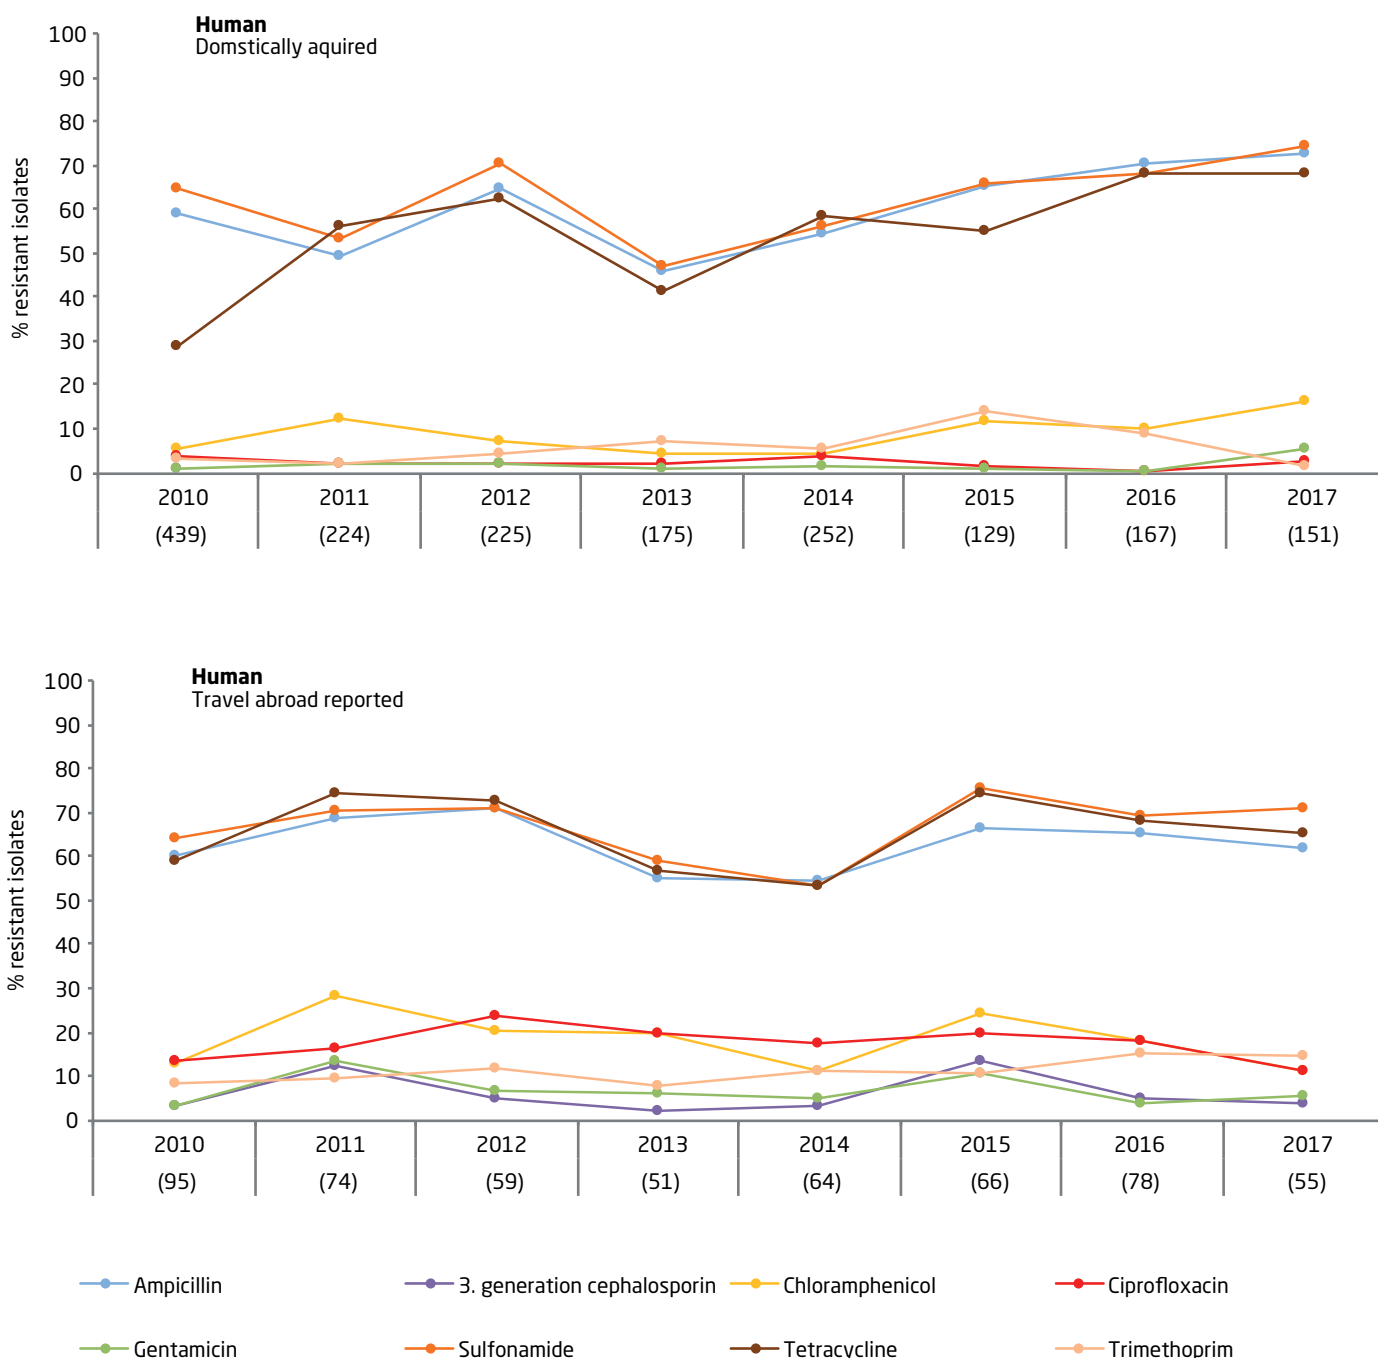 Human
Domstically aquired
100
90
80
70
60
50
40
30
20
10
0
% resistant isolates
2010 2011 2012 2013 2014 2015 2016 2017
(439) (224) (225) (175) (252) (129) (167) (151)
Human
Travel abroad reported
100
90
80
70
60
50
40
30
20
10
0
% resistant isolates
2010 2011 2012 2013 2014 2015 2016 2017
(95) (74) (59) (51) (64) (66) (78) (55)
Ampicillin 3. generation cephalosporin Chloramphenicol Ciprofloxacin
Gentamicin Sulfonamide Tetracycline Trimethoprim